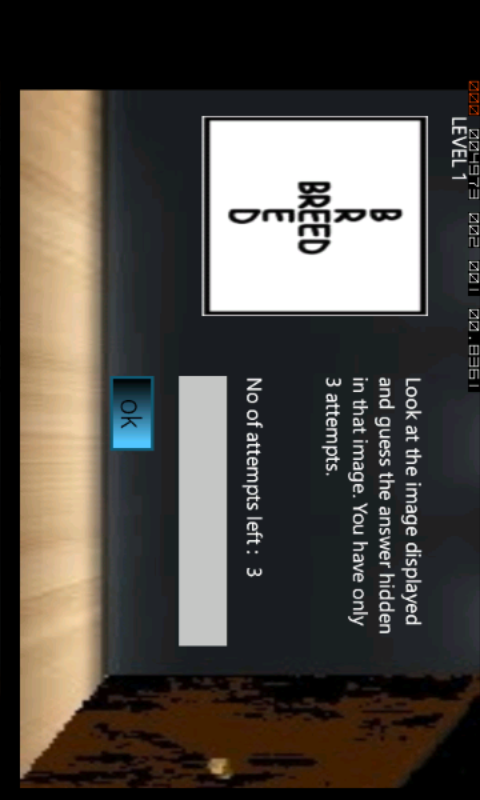 000 004973 002 001 00.8361
LEVEL 1
B
R
BREED
E
D
Look at the image displayed
and guess the answer hidden
in that image. You have only
3 attempts.
No of attempts left : 3
ok